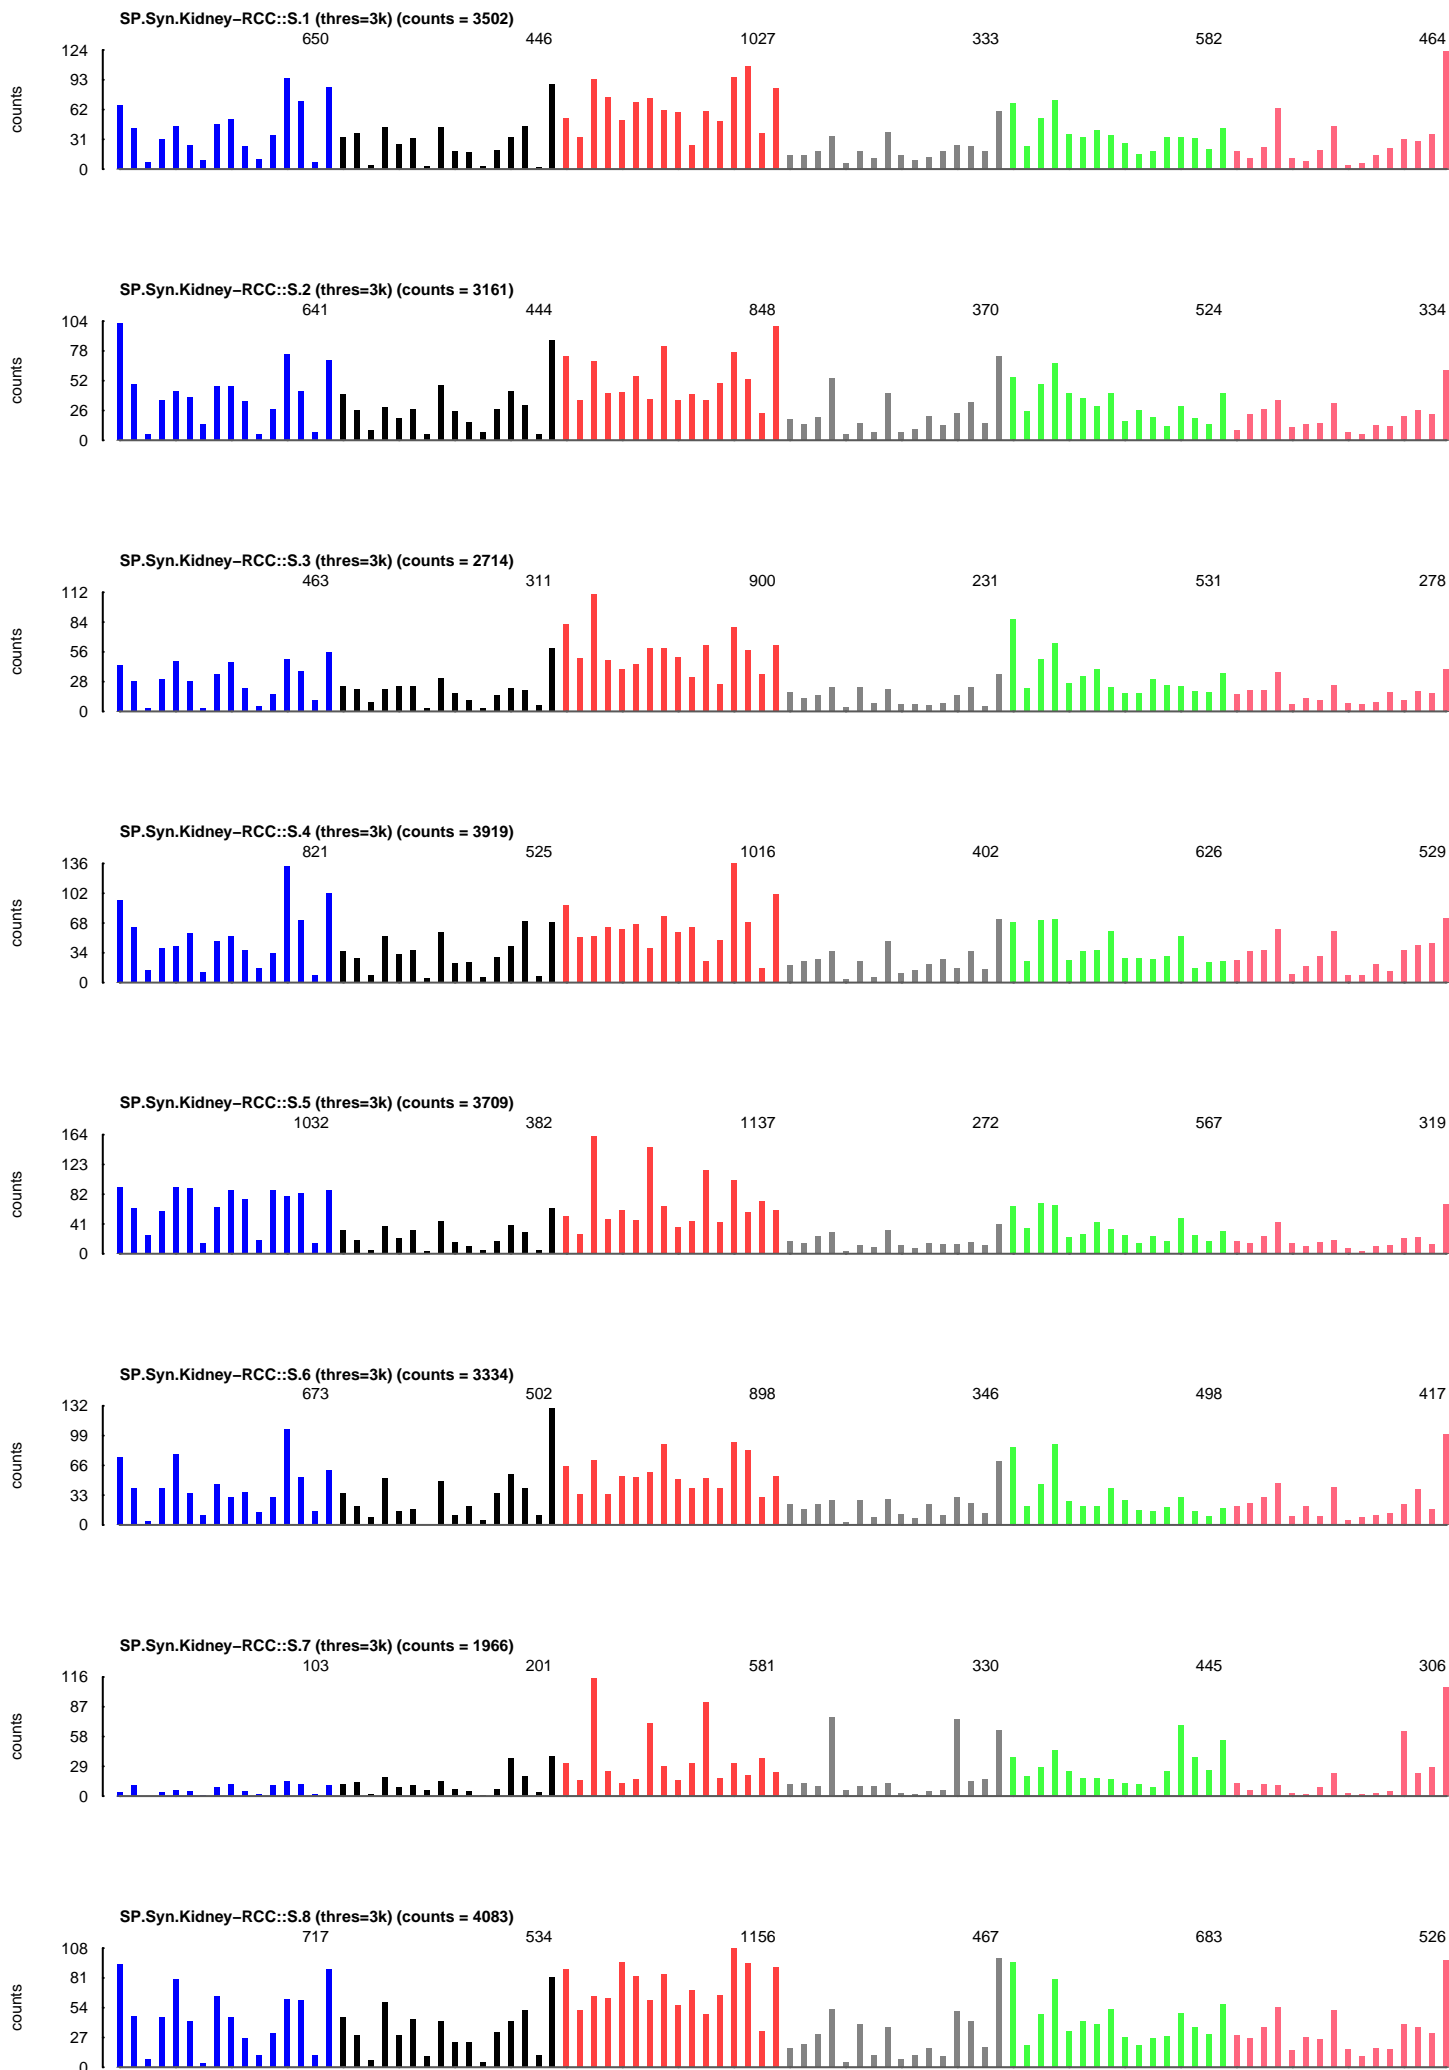 SP.Syn.Kidney−RCC::S.1 (thres=3k) (counts = 3502)
650 446 1027 333 582 464
124
93
62
31
0
counts
SP.Syn.Kidney−RCC::S.2 (thres=3k) (counts = 3161)
641 444 848 370 524 334
104
78
52
26
0
counts
SP.Syn.Kidney−RCC::S.3 (thres=3k) (counts = 2714)
463 311 900 231 531 278
112
84
56
28
0
counts
SP.Syn.Kidney−RCC::S.4 (thres=3k) (counts = 3919)
821 525 1016 402 626 529
136
102
68
34
0
counts
SP.Syn.Kidney−RCC::S.5 (thres=3k) (counts = 3709)
1032 382 1137 272 567 319
164
123
82
41
0
counts
SP.Syn.Kidney−RCC::S.6 (thres=3k) (counts = 3334)
673 502 898 346 498 417
132
99
66
33
0
counts
SP.Syn.Kidney−RCC::S.7 (thres=3k) (counts = 1966)
103 201 581 330 445 306
116
87
58
29
0
counts
SP.Syn.Kidney−RCC::S.8 (thres=3k) (counts = 4083)
717 534 1156 467 683 526
108
81
54
27
0
counts